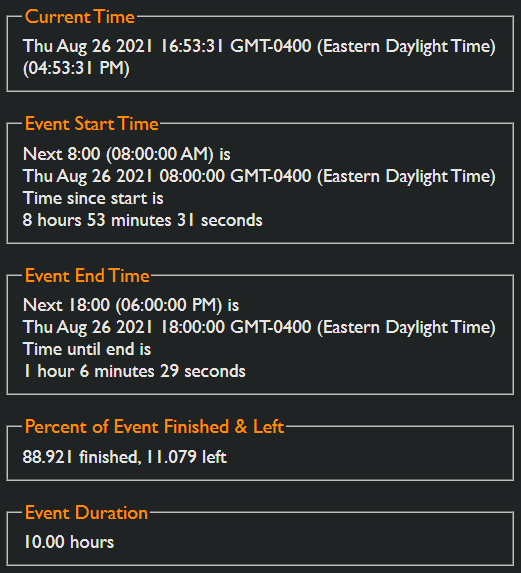 Current Time
Thu Aug 26 2021 16:53:31 GMT-0400 (Eastern Daylight Time)
(04:53:31 PM)
Event Start Time
Next 8:00 (08:00:00 AM) is
Thu Aug 26 2021 08:00:00 GMT-0400 (Eastern Daylight Time)
Time since start is
8 hours 53 minutes 31 seconds
Event End Time
Next 18:00 (06:00:00 PM) is
Thu Aug 26 2021 18:00:00 GMT-0400 (Eastern Daylight Time)
Time until end is
1 hour 6 minutes 29 seconds
Percent of Event Finished & Left
88.921 finished, 11.079 left
Event Duration
10.00 hours